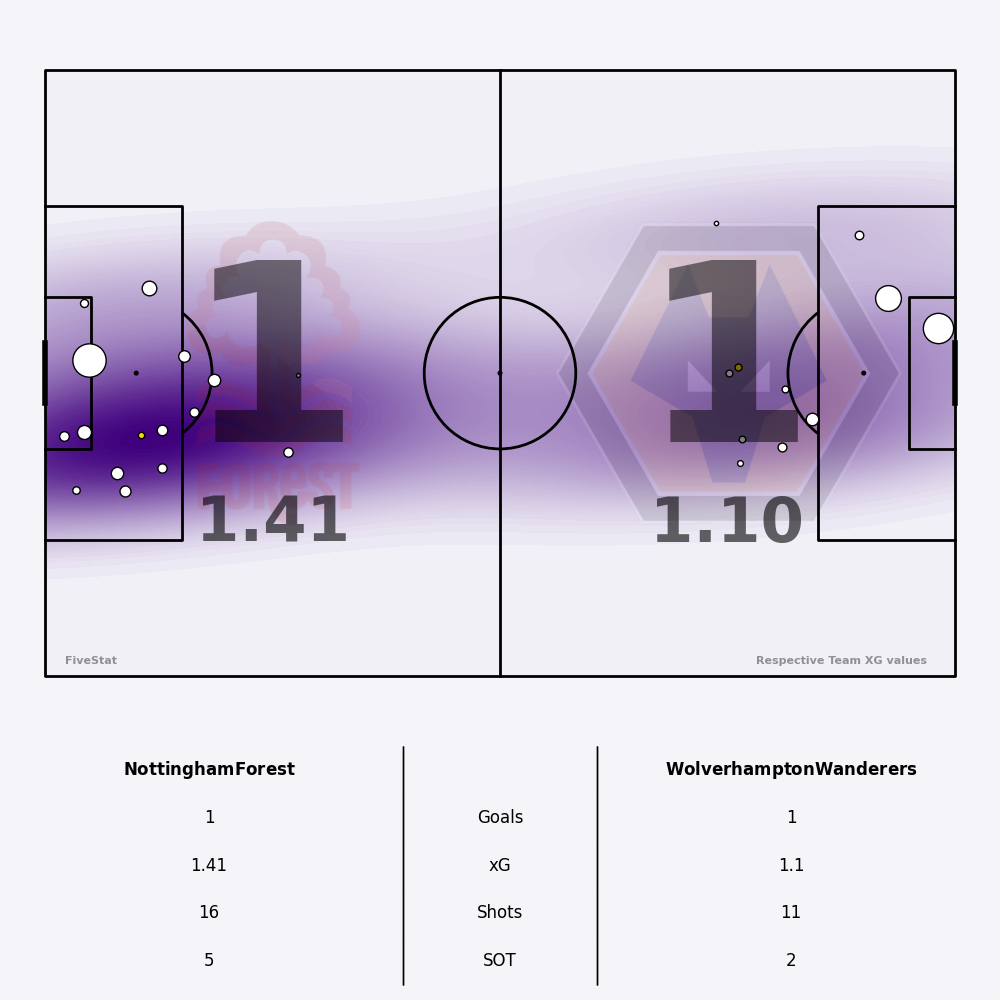 1 1
FOREST
1.41 1.10
FiveStat Respective Team XG values
NottinghamForest WolverhamptonWanderers
1 Goals 1
1.41 xG 1.1
16 Shots 11
5 SOT 2